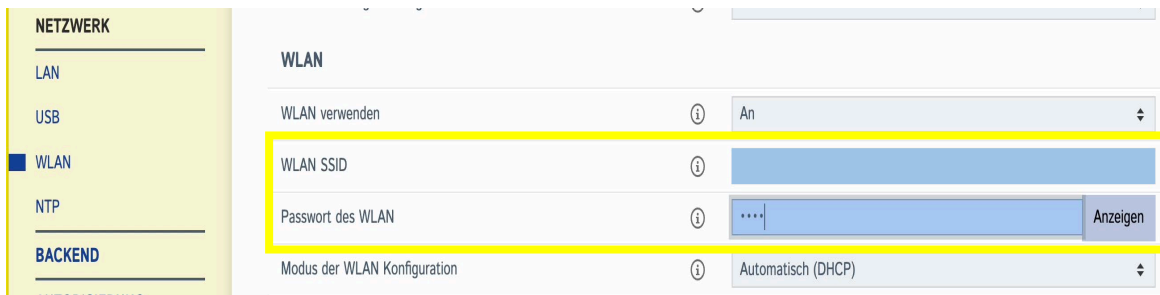 NETZWERK
LAN
USB
WLAN
NTP
BACKEND
WLAN
WLAN verwenden
An
WLAN SSID
Passwort des WLAN
····
Anzeigen
Modus der WLAN Konfiguration
Automatisch (DHCP)